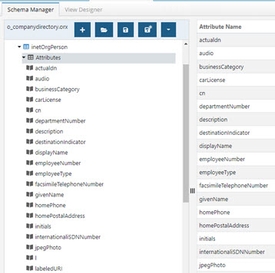 Schema Manager
View Designer
o_companydirectory.orx
inetOrgPerson
Attributes
actualdn
audio
businessCategory
carLicense
cn
departmentNumber
description
destinationIndicator
displayName
employeeNumber
employeeType
facsimileTelephoneNumber
givenName
homePhone
homePostalAddress
initials
internationaliSDNNumber
jpegPhoto
l
labeledURI
Attribute Name
actualdn
audio
businessCategory
carLicense
cn
departmentNumber
description
destinationIndicator
displayName
employeeNumber
employeeType
facsimileTelephoneNumber
givenName
homePhone
homePostalAddress
initials
internationaliSDNNumber
jpegPhoto